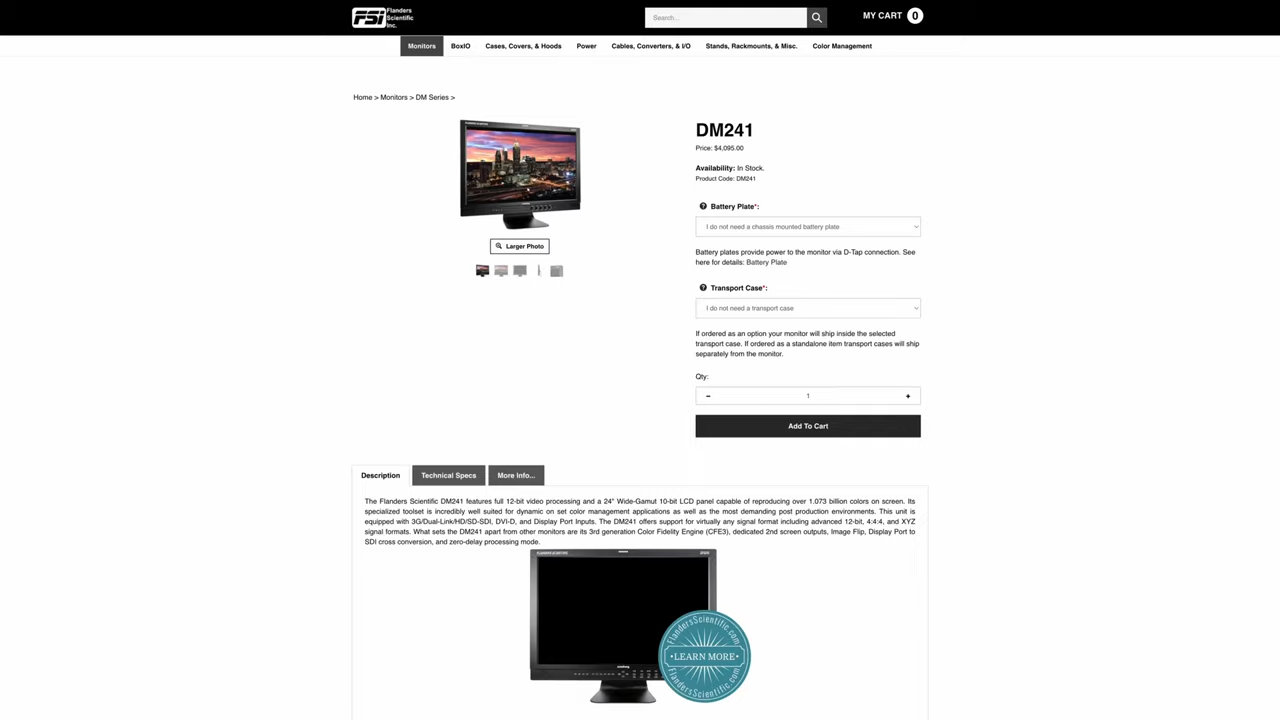 FSI Flanders
Scientific
Inc.
Search...
MY CART 0
Monitors BoxIO Cases, Covers, & Hoods Power Cables, Converters, & I/O Stands, Rackmounts, & Misc. Color Management
Home > Monitors > DM Series >
DM241
Price: $4,095.00
Availability: In Stock.
Product Code: DM241
Battery Plate*:
I do not need a chassis mounted battery plate
Battery plates provide power to the monitor via D-Tap connection. See
here for details: Battery Plate
Larger Photo
Transport Case*:
I do not need a transport case
If ordered as an option your monitor will ship inside the selected
transport case. If ordered as a standalone item transport cases will ship
separately from the monitor.
Qty:
- 1 +
Add To Cart
Description Technical Specs More Info...
The Flanders Scientific DM241 features full 12-bit video processing and a 24" Wide-Gamut 10-bit LCD panel capable of reproducing over 1.073 billion colors on screen. Its
specialized toolset is incredibly well suited for dynamic on set color management applications as well as the most demanding post production environments. This unit is
equipped with 3G/Dual-Link/HD/SD-SDI, DVI-D, and Display Port Inputs. The DM241 offers support for virtually any signal format including advanced 12-bit, 4:4:4, and XYZ
signal formats. What sets the DM241 apart from other monitors are its 3rd generation Color Fidelity Engine (CFE3), dedicated 2nd screen outputs, Image Flip, Display Port to
SDI cross conversion, and zero-delay processing mode.
FlandersScientific.com
LEARN MORE
FlandersScientific.com